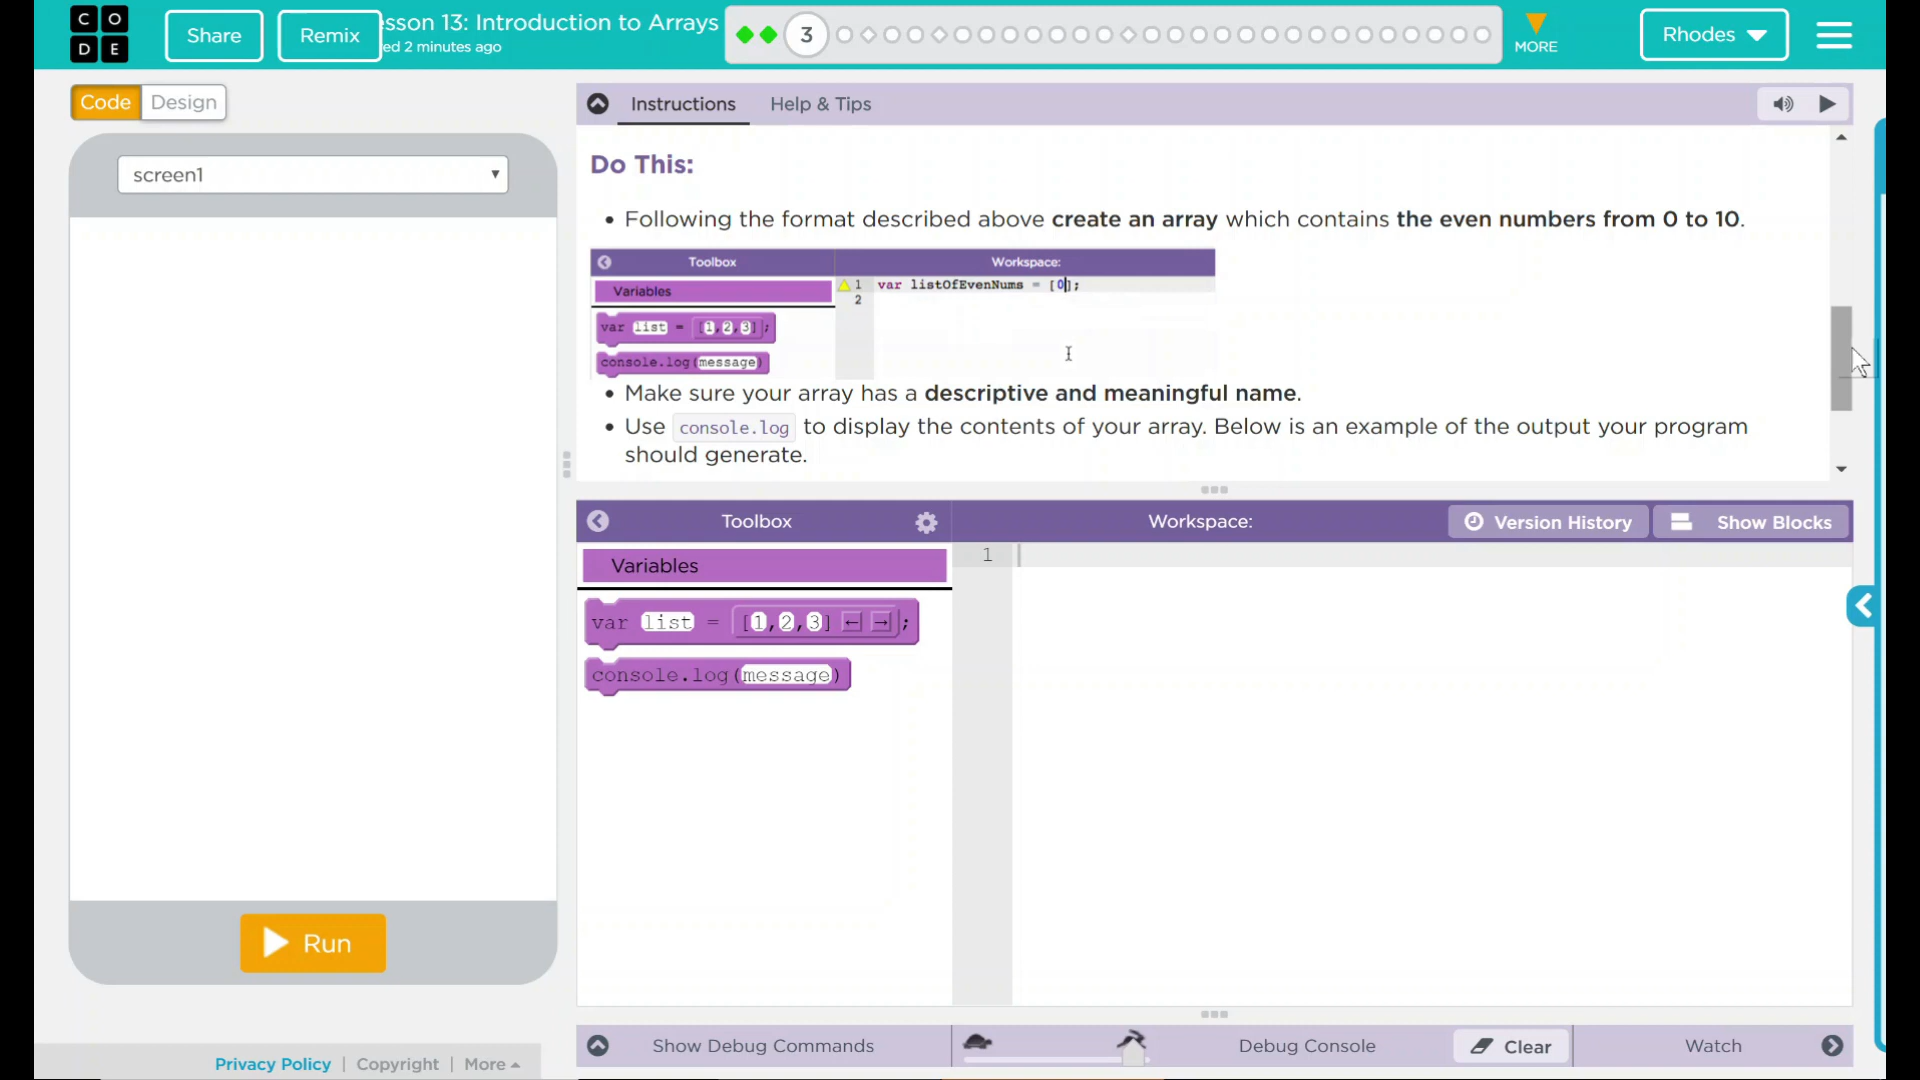 C O
D E
Share
Remix
esson 13: Introduction to Arrays
ed 2 minutes ago
3
MORE
Rhodes
Code
Design
Instructions
Help & Tips
screen1
Do This:
• Following the format described above create an array which contains the even numbers from 0 to 10.
Toolbox
Workspace:
Variables
1 var listOfEvenNums = [0];
2
var list = [1,2,3];
console.log(message)
• Make sure your array has a descriptive and meaningful name.
• Use console.log to display the contents of your array. Below is an example of the output your program
should generate.
Toolbox
Workspace:
Version History
Show Blocks
Variables
1
var list = [1,2,3] ← → ;
console.log(message)
Run
Show Debug Commands
Debug Console
Clear
Watch
Privacy Policy | Copyright | More